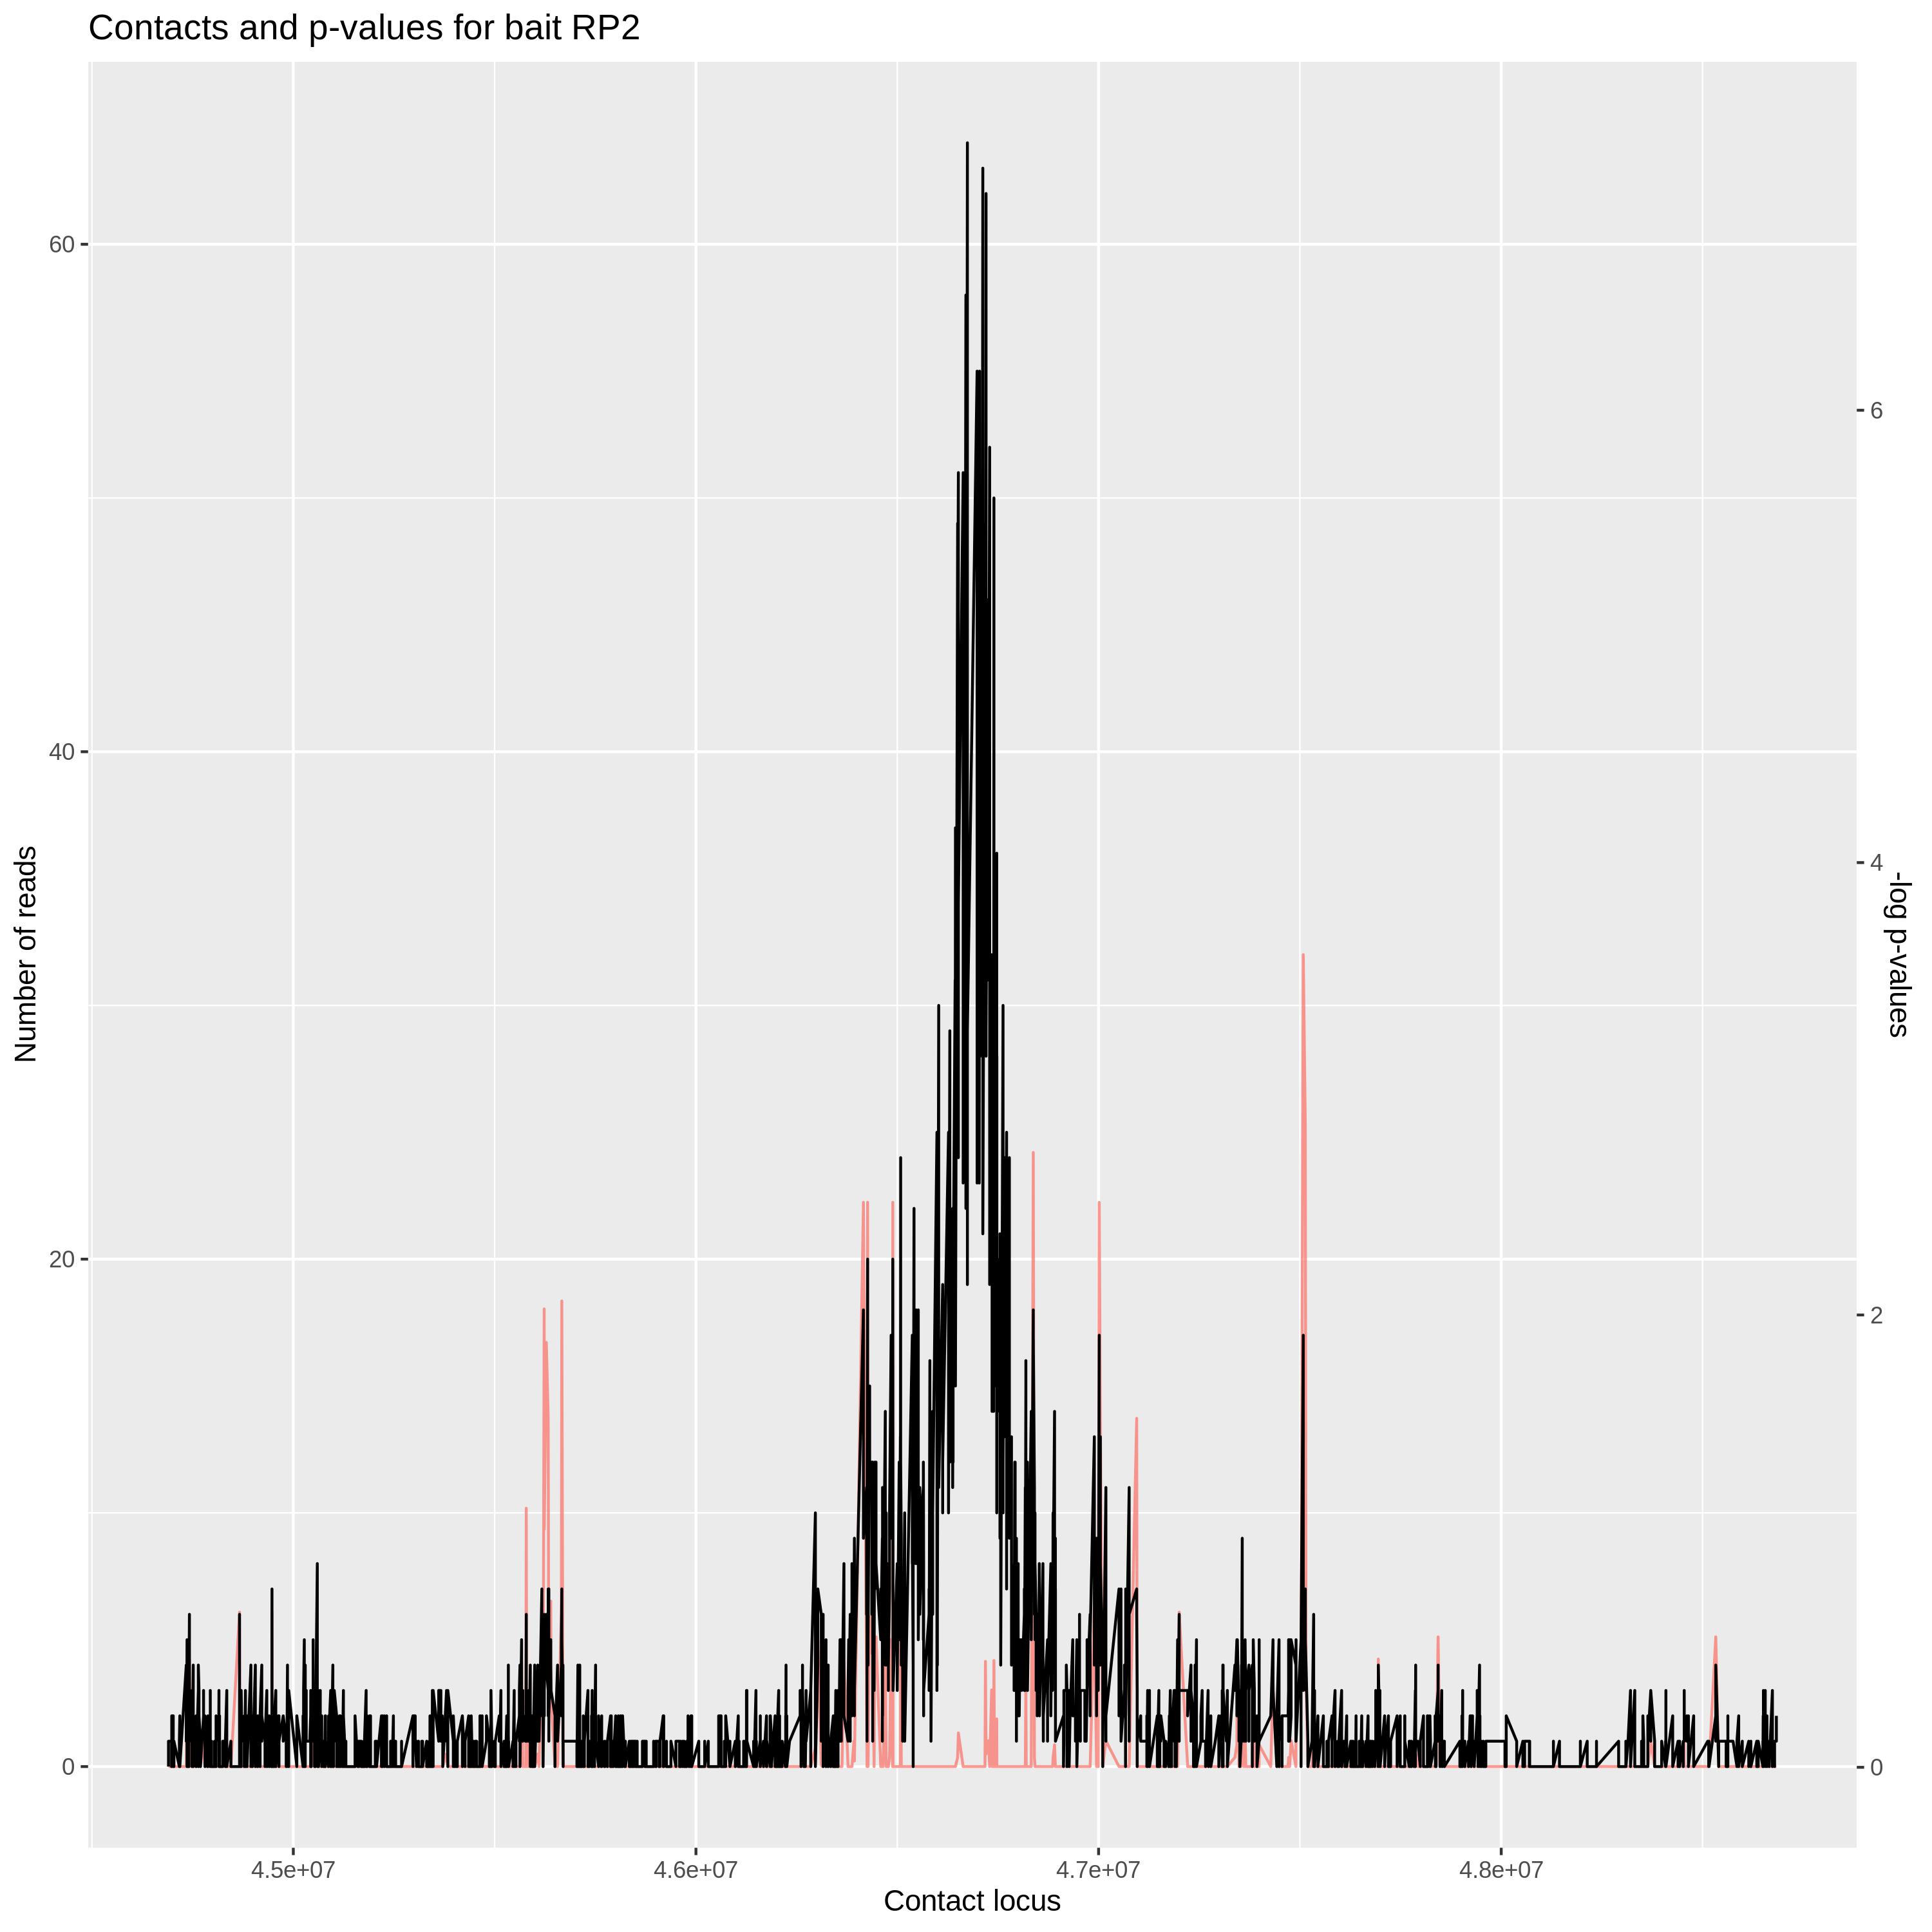 Contacts and p-values for bait RP2
Number of reads
60
40
20
0
6
4
2
0
-log p-values
4.5e+07
4.6e+07
4.7e+07
4.8e+07
Contact locus